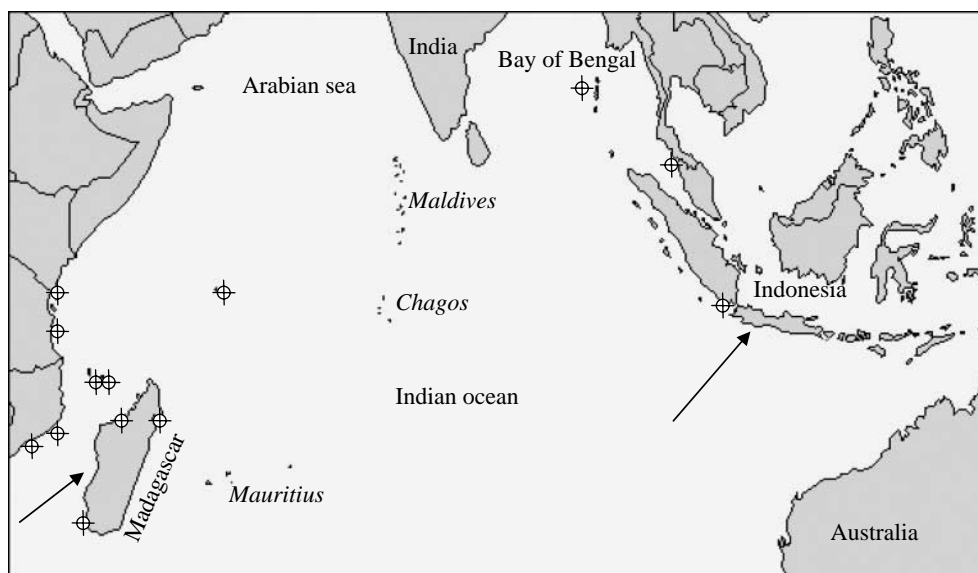 India
Bay of Bengal
Arabian sea
Maldives
Chagos
Indonesia
Indian ocean
Madagascar
Mauritius
Australia